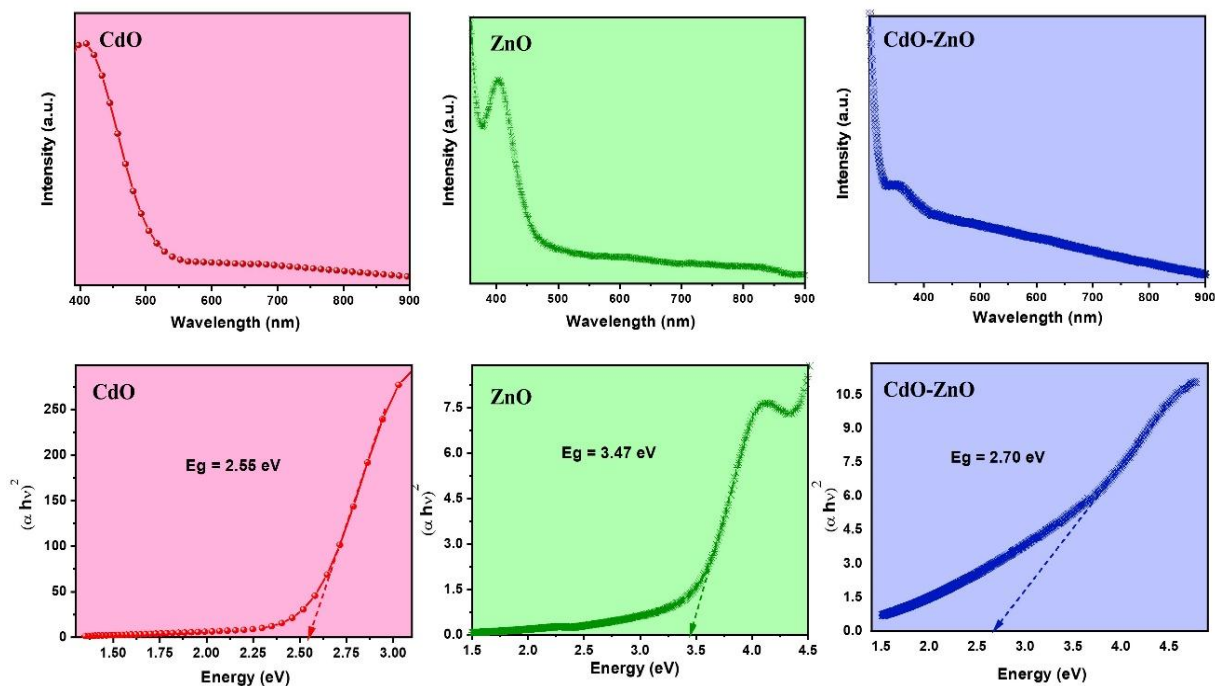 CdO
Intensity (a.u.)
400 500 600 700 800 900
Wavelength (nm)
ZnO
Intensity (a.u.)
400 500 600 700 800 900
Wavelength (nm)
CdO-ZnO
Intensity (a.u.)
400 500 600 700 800 900
Wavelength (nm)
CdO
Eg = 2.55 eV
(α hν)²
250
200
150
100
50
0
1.50 1.75 2.00 2.25 2.50 2.75 3.00
Energy (eV)
ZnO
Eg = 3.47 eV
(α hν)²
7.5
6.0
4.5
3.0
1.5
0.0
1.5 2.0 2.5 3.0 3.5 4.0 4.5
Energy (eV)
CdO-ZnO
Eg = 2.70 eV
(α hν)²
10.5
9.0
7.5
6.0
4.5
3.0
1.5
0.0
1.5 2.0 2.5 3.0 3.5 4.0 4.5
Energy (eV)